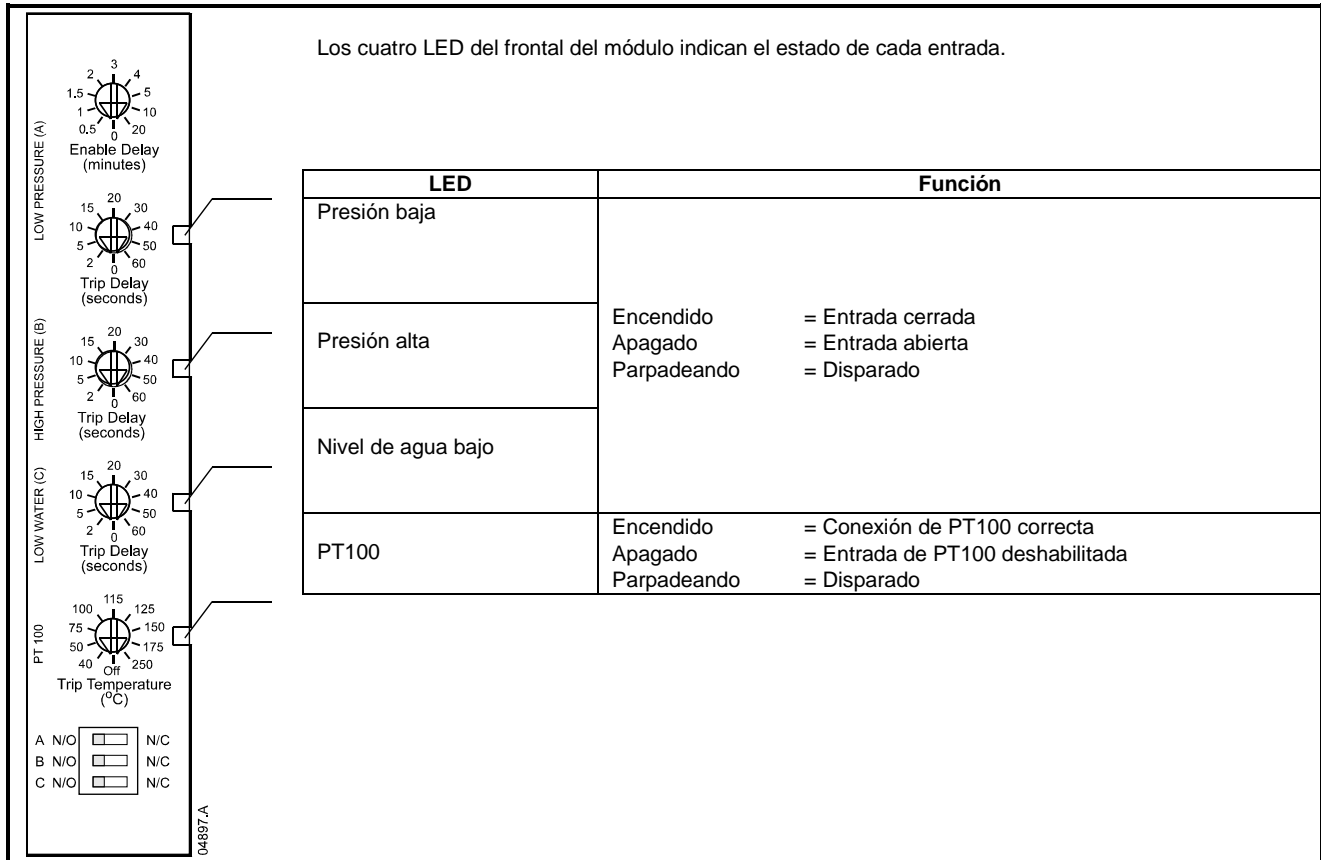 Los cuatro LED del frontal del módulo indican el estado de cada entrada.
LOW PRESSURE (A)
3
2 4
1.5 5
1 10
0.5 20
0
Enable Delay
(minutes)
20
15 30
10 40
5 50
2 60
0
Trip Delay
(seconds)
HIGH PRESSURE (B)
20
15 30
10 40
5 50
2 60
0
Trip Delay
(seconds)
LOW WATER (C)
20
15 30
10 40
5 50
2 60
0
Trip Delay
(seconds)
PT 100
115
100 125
75 150
50 175
40 250
Off
Trip Temperature
(°C)
A N/O N/C
B N/O N/C
C N/O N/C
04897.A
LED Función
Presión baja
Presión alta
Nivel de agua bajo
Encendido = Entrada cerrada
Apagado = Entrada abierta
Parpadeando = Disparado
PT100
Encendido = Conexión de PT100 correcta
Apagado = Entrada de PT100 deshabilitada
Parpadeando = Disparado